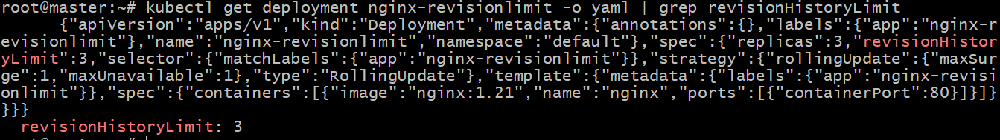 root@master:~# kubectl get deployment nginx-revisionlimit -o yaml | grep revisionHistoryLimit
      {"apiVersion":"apps/v1","kind":"Deployment","metadata":{"annotations":{},"labels":{"app":"nginx-r
evisionlimit"},"name":"nginx-revisionlimit","namespace":"default"},"spec":{"replicas":3,"revisionHistor
yLimit":3,"selector":{"matchLabels":{"app":"nginx-revisionlimit"}},"strategy":{"rollingUpdate":{"maxSur
ge":1,"maxUnavailable":1},"type":"RollingUpdate"},"template":{"metadata":{"labels":{"app":"nginx-revisi
onlimit"}},"spec":{"containers":[{"image":"nginx:1.21","name":"nginx","ports":[{"containerPort":80}]}]}
}}}
  revisionHistoryLimit: 3